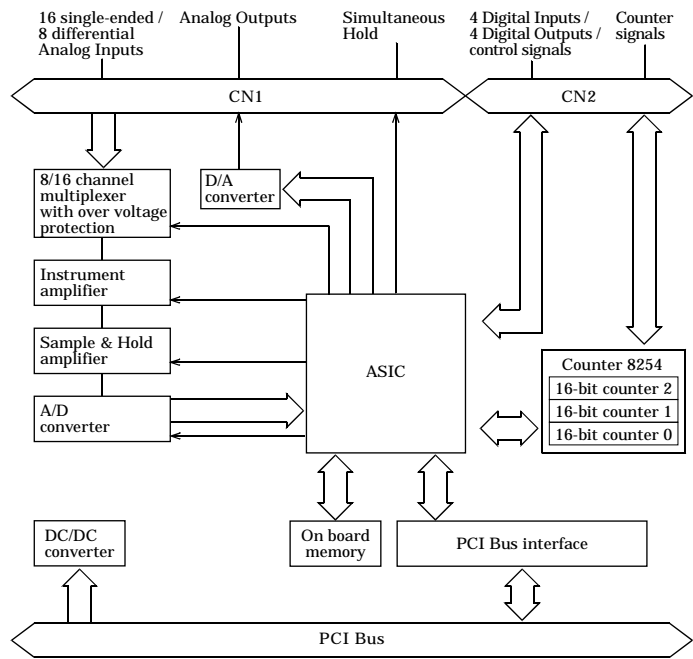 16 single-ended /
8 differential
Analog Inputs
Analog Outputs
Simultaneous
Hold
4 Digital Inputs /
4 Digital Outputs /
control signals
Counter
signals
CN1
CN2
8/16 channel
multiplexer
with over voltage
protection
D/A
converter
Instrument
amplifier
Sample & Hold
amplifier
A/D
converter
ASIC
Counter 8254
16-bit counter 2
16-bit counter 1
16-bit counter 0
DC/DC
converter
On board
memory
PCI Bus interface
PCI Bus